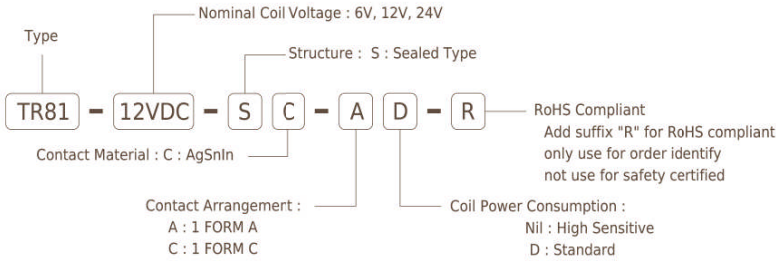 Nominal Coil Voltage : 6V, 12V, 24V
Type
Structure : S : Sealed Type
TR81 - 12VDC - S C - A D - R
RoHS Compliant
Add suffix "R" for RoHS compliant
only use for order identify
not use for safety certified
Contact Material : C : AgSnIn
Contact Arrangement :
A : 1 FORM A
C : 1 FORM C
Coil Power Consumption :
Nil : High Sensitive
D : Standard